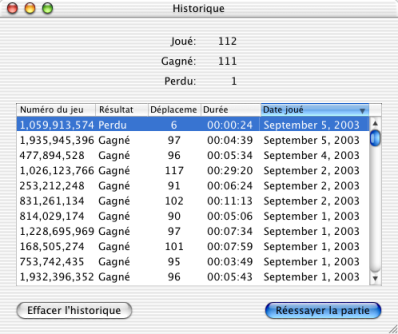 Historique
Joué: 112
Gagné: 111
Perdu: 1
Numéro du jeu Résultat Déplaceme Durée Date joué
1,059,913,574 Perdu 6 00:00:24 September 5, 2003
1,935,945,396 Gagné 97 00:04:39 September 5, 2003
477,894,528 Gagné 96 00:05:34 September 4, 2003
1,026,123,766 Gagné 117 00:29:20 September 2, 2003
253,212,248 Gagné 91 00:06:24 September 2, 2003
831,261,134 Gagné 102 00:11:13 September 2, 2003
814,029,174 Gagné 90 00:05:06 September 1, 2003
1,228,695,969 Gagné 97 00:07:34 September 1, 2003
168,505,274 Gagné 101 00:07:59 September 1, 2003
753,742,435 Gagné 95 00:03:49 September 1, 2003
1,932,396,352 Gagné 96 00:05:43 September 1, 2003
Effacer l'historique Réessayer la partie